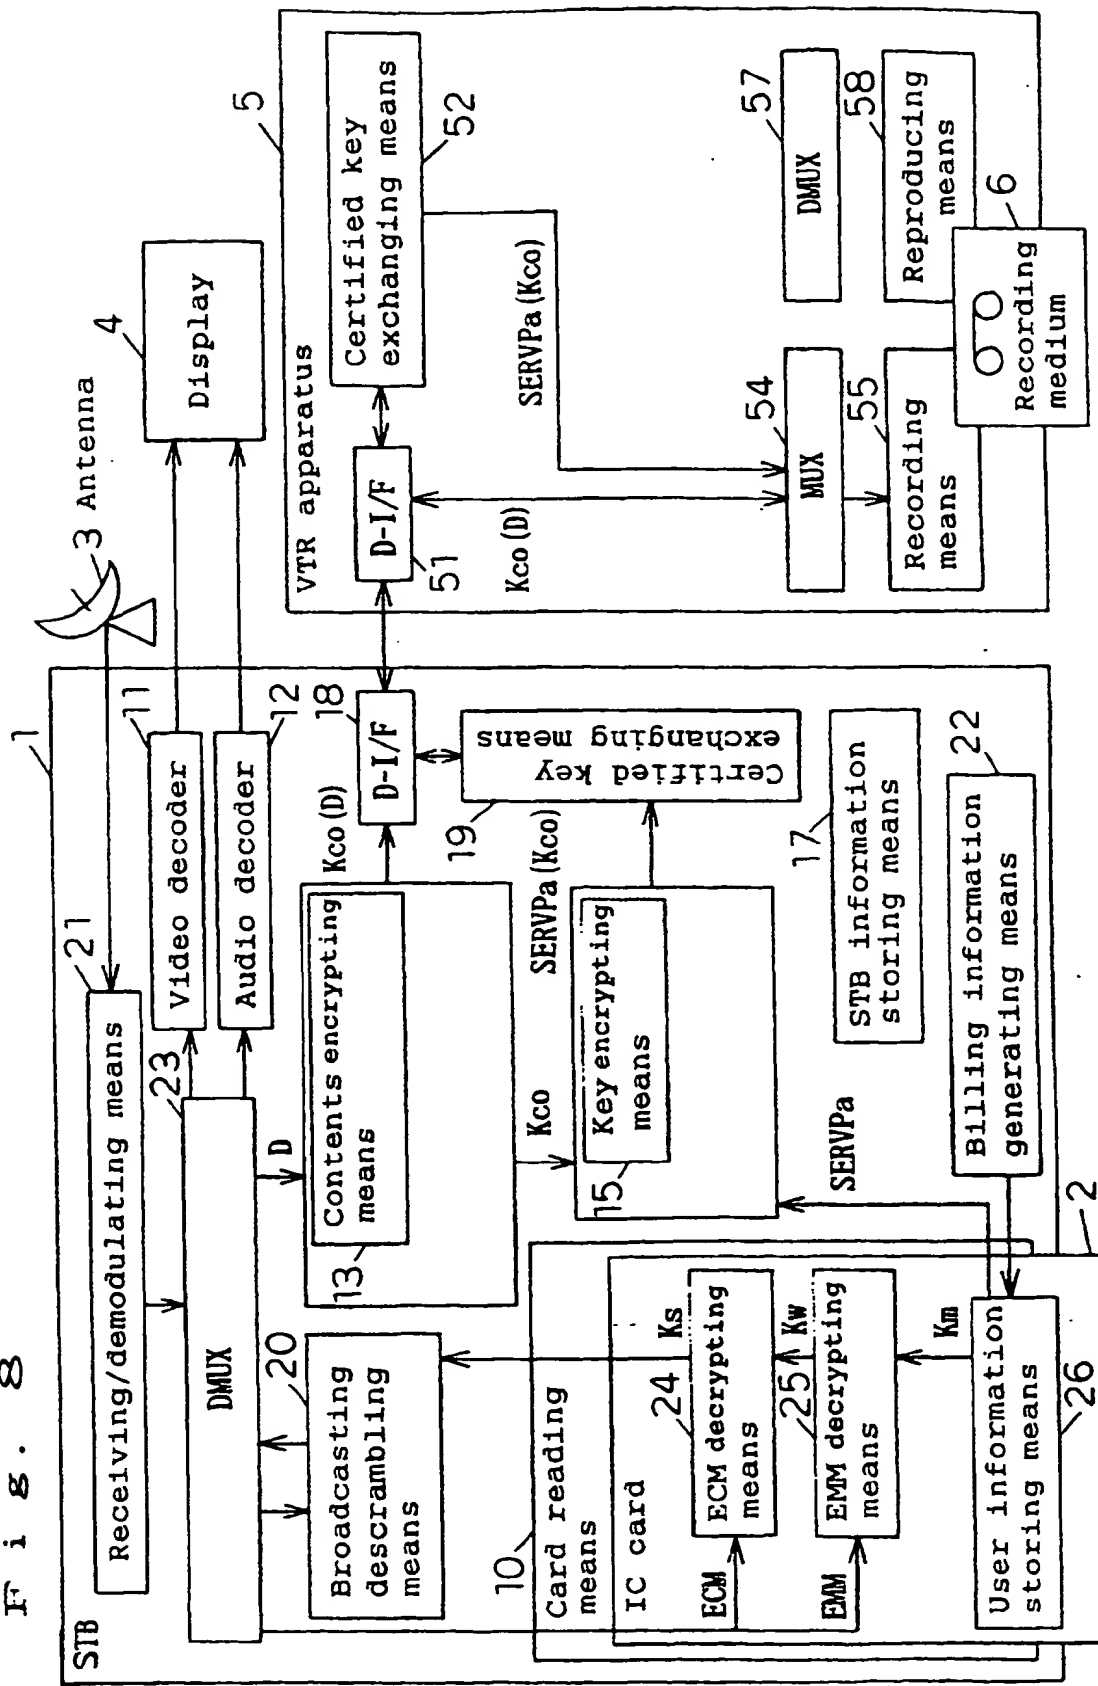 Fig. 8
STB
1
Receiving/demodulating means
21
3 Antenna
DMUX
23
Video decoder
11
Audio decoder
12
4
Display
Broadcasting
descrambling
means
20
D
Contents encrypting
means
13
Kco(D)
D-I/F
18
Certified key
exchanging means
19
Kco
SERVPa(Kco)
Key encrypting
means
15
STB information
storing means
17
SERVPa
Billing information
generating means
22
10
Card reading
means
IC card
2
ECM
Ks
ECM decrypting
means
24
EMM
Kw
EMM decrypting
means
25
Km
User information
storing means
26
5
VTR apparatus
D-I/F
51
Certified key
exchanging means
52
SERVPa(Kco)
Kco(D)
MUX
54
DMUX
57
Recording
means
55
Reproducing
means
58
Recording
medium
6